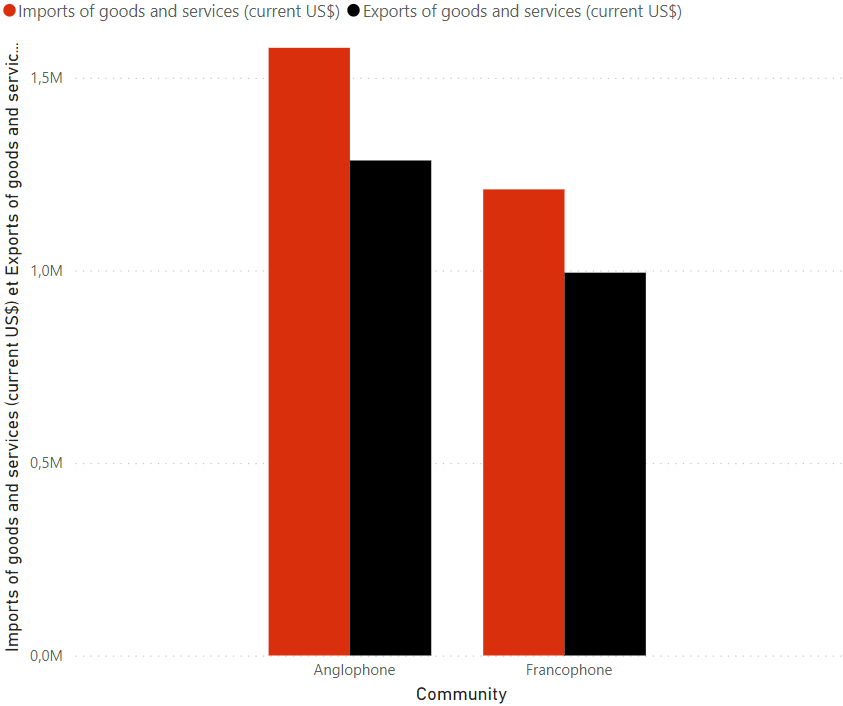 Imports of goods and services (current US$) Exports of goods and services (current US$)
Imports of goods and services (current US$) et Exports of goods and servic...
1,5M
1,0M
0,5M
0,0M
Anglophone Francophone
Community